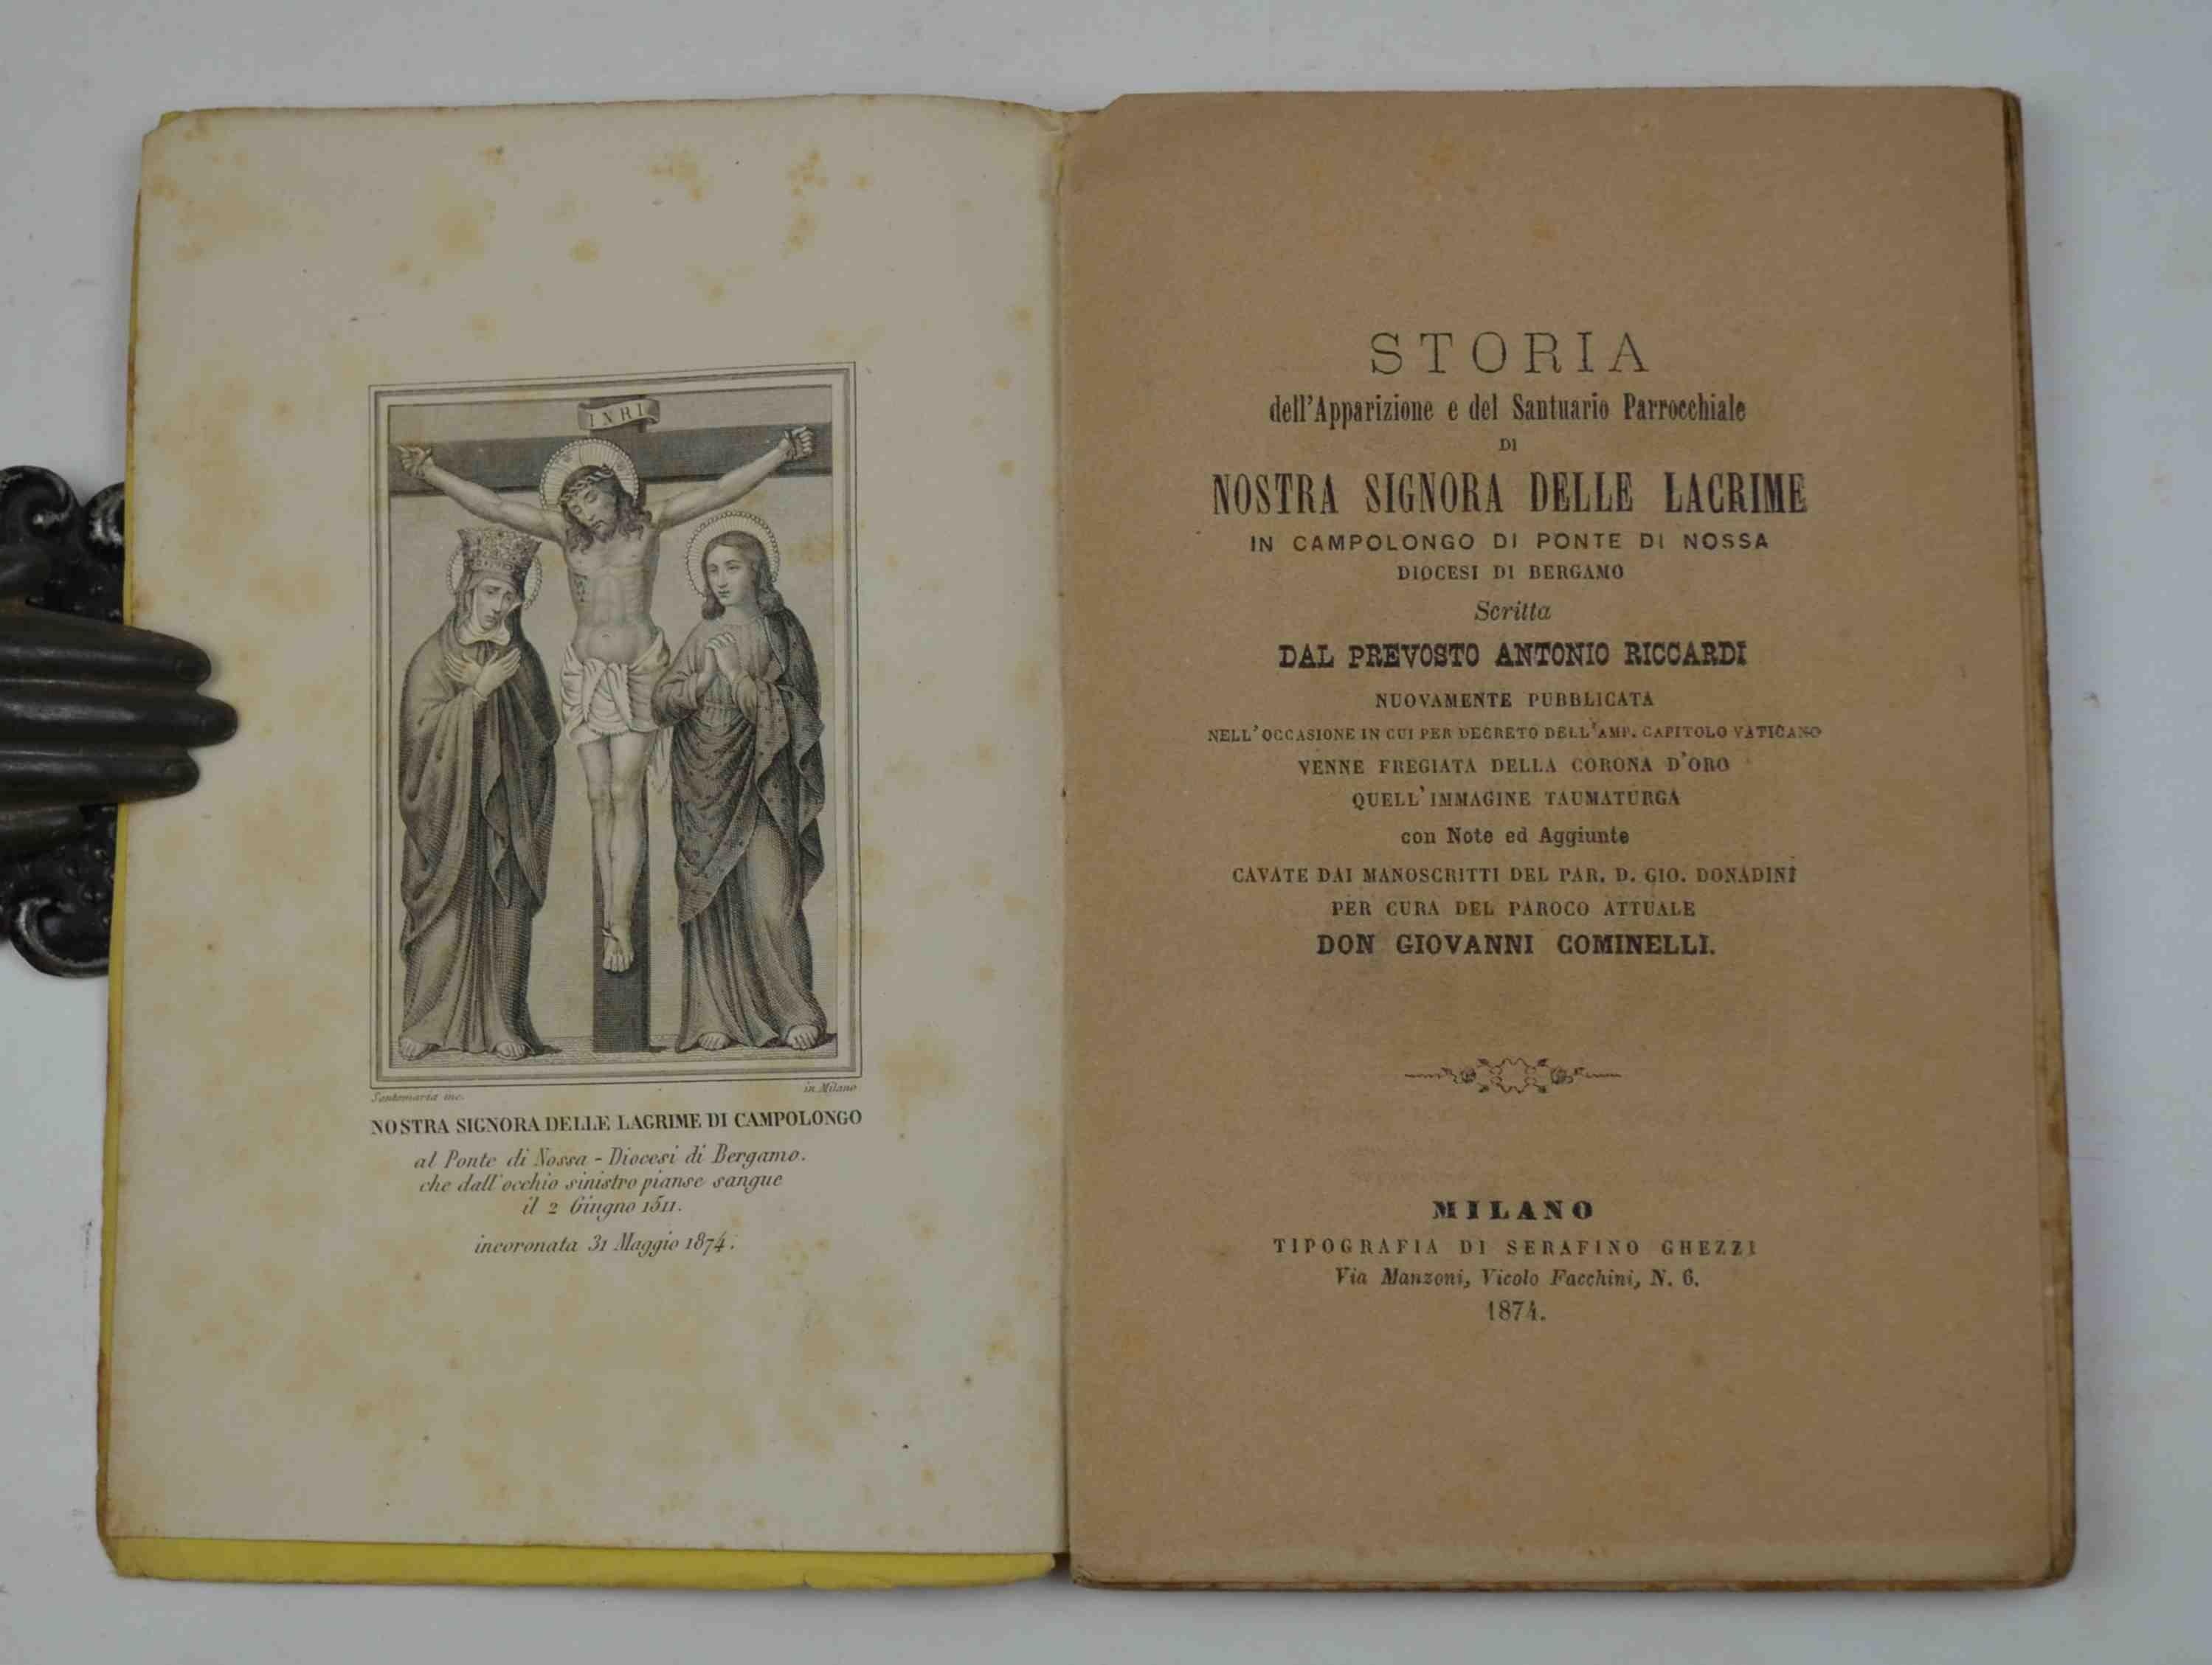 INRI
Santamaria inc.
in Milano
NOSTRA SIGNORA DELLE LAGRIME DI CAMPOLONGO
al Ponte di Nossa - Diocesi di Bergamo.
che dall'occhio sinistro pianse sangue
il 2 Giugno 1511.
incoronata 31 Maggio 1874.
STORIA
dell'Apparizione e del Santuario Parrocchiale
DI
NOSTRA SIGNORA DELLE LACRIME
IN CAMPOLONGO DI PONTE DI NOSSA
DIOCESI DI BERGAMO
Scritta
DAL PREVOSTO ANTONIO RICCARDI
NUOVAMENTE PUBBLICATA
NELL'OCCASIONE IN CUI PER DECRETO DELL'AMP. CAPITOLO VATICANO
VENNE FREGIATA DELLA CORONA D'ORO
QUELL'IMMAGINE TAUMATURGA
con Note ed Aggiunte
CAVATE DAI MANOSCRITTI DEL PAR. D. GIO. DONADINI
PER CURA DEL PAROCO ATTUALE
DON GIOVANNI COMINELLI.
MILANO
TIPOGRAFIA DI SERAFINO GHEZZI
Via Manzoni, Vicolo Facchini, N. 6.
1874.